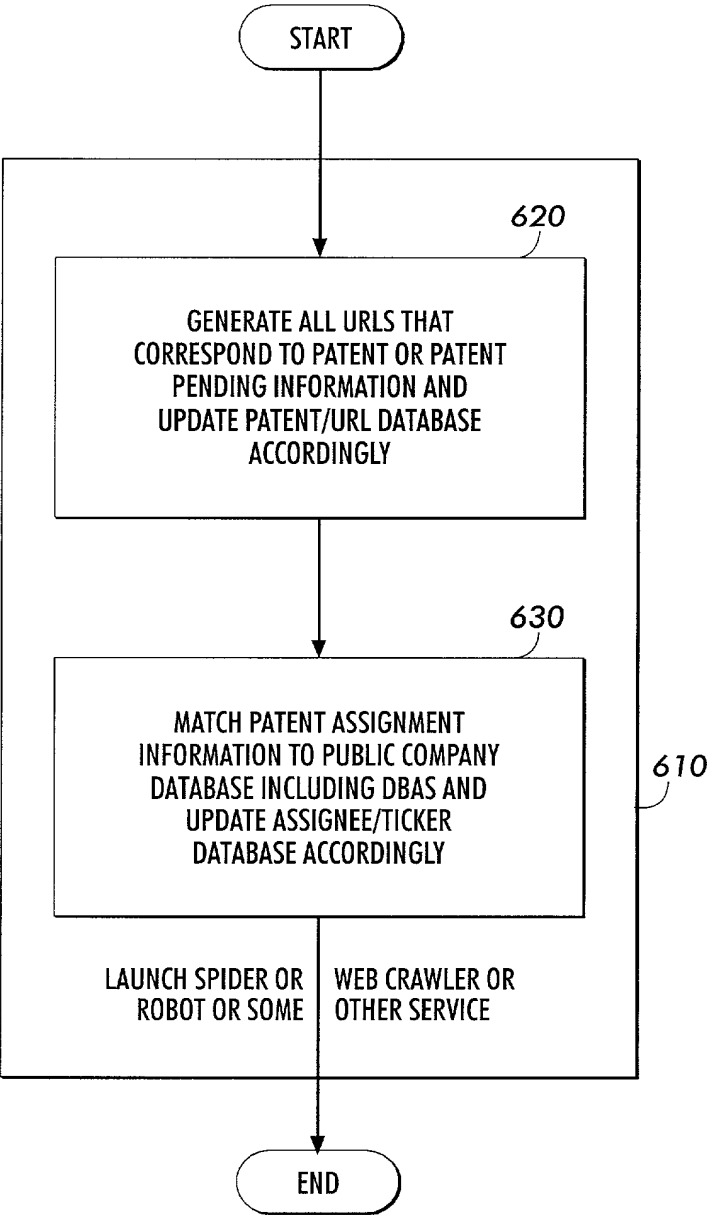 START
620
GENERATE ALL URLS THAT
CORRESPOND TO PATENT OR PATENT
PENDING INFORMATION AND
UPDATE PATENT/URL DATABASE
ACCORDINGLY
630
MATCH PATENT ASSIGNMENT
INFORMATION TO PUBLIC COMPANY
DATABASE INCLUDING DBAS AND
UPDATE ASSIGNEE/TICKER
DATABASE ACCORDINGLY
610
LAUNCH SPIDER OR WEB CRAWLER OR
ROBOT OR SOME OTHER SERVICE
END